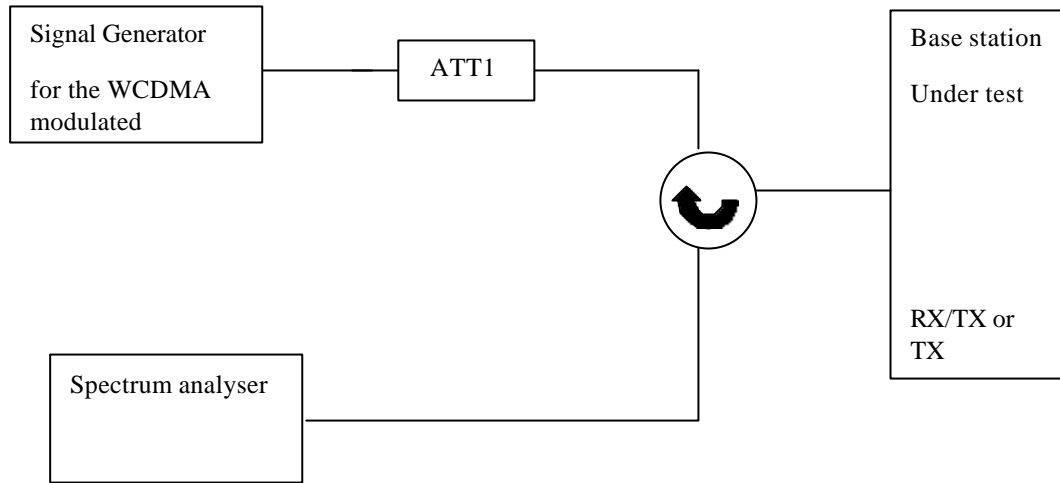 Signal Generator
for the WCDMA
modulated
ATT1
Base station
Under test
RX/TX or
TX
Spectrum analyser